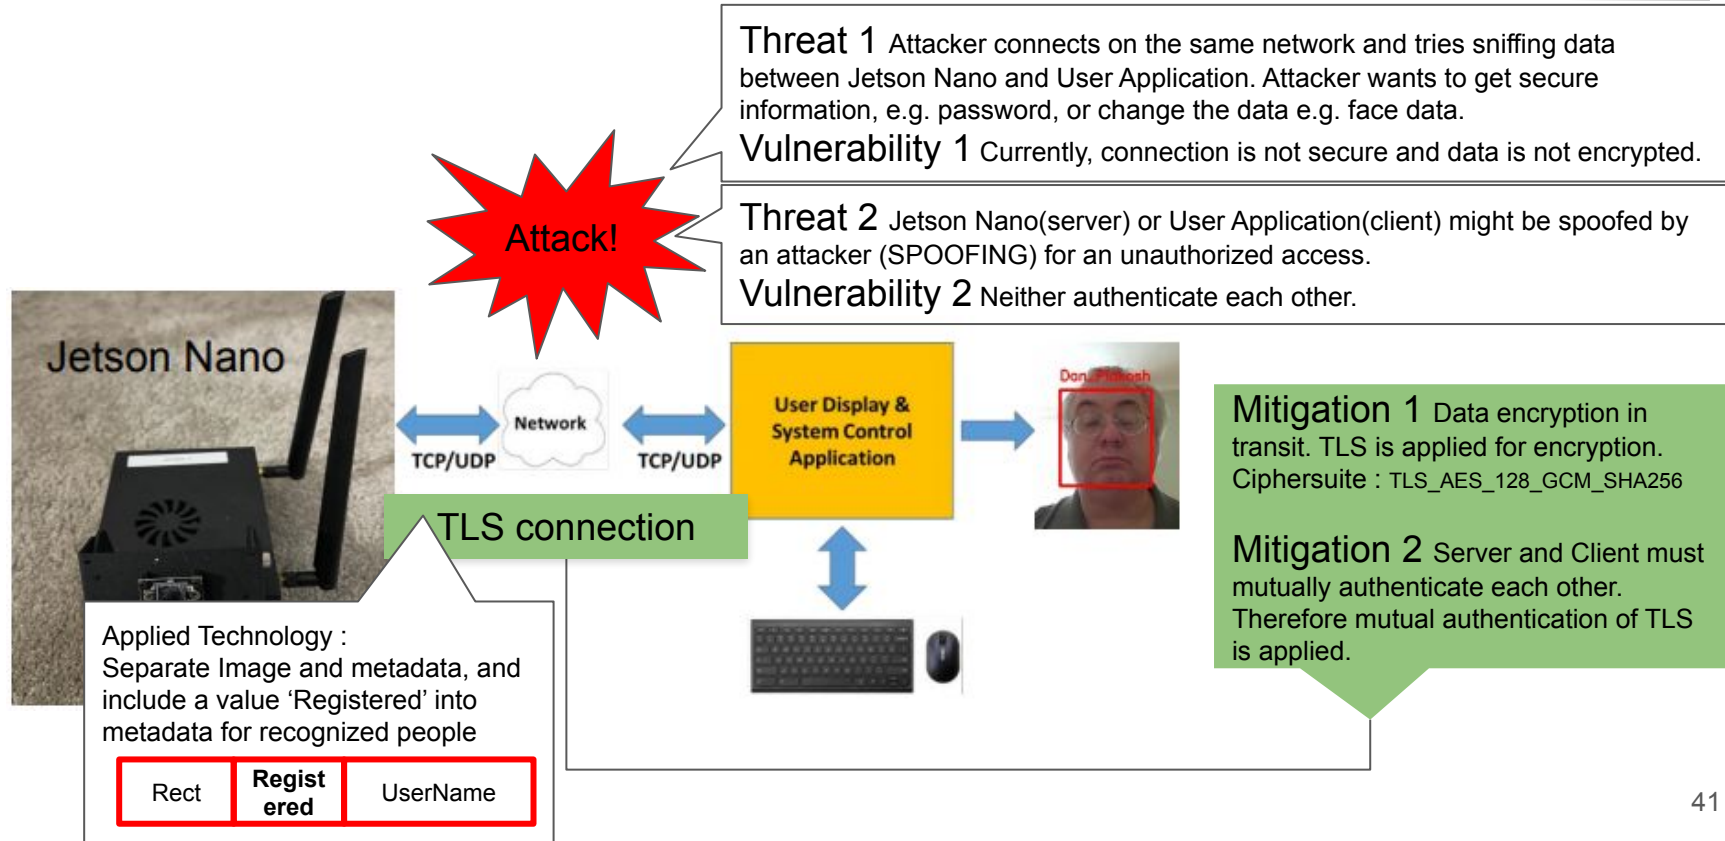 Threat 1 Attacker connects on the same network and tries sniffing data
between Jetson Nano and User Application. Attacker wants to get secure
information, e.g. password, or change the data e.g. face data.
Vulnerability 1 Currently, connection is not secure and data is not encrypted.
Threat 2 Jetson Nano(server) or User Application(client) might be spoofed by
an attacker (SPOOFING) for an unauthorized access.
Vulnerability 2 Neither authenticate each other.
Attack!
Jetson Nano
Network
TCP/UDP
TCP/UDP
User Display &
System Control
Application
Dan_Plakosh
TLS connection
Mitigation 1 Data encryption in
transit. TLS is applied for encryption.
Ciphersuite : TLS_AES_128_GCM_SHA256
Mitigation 2 Server and Client must
mutually authenticate each other.
Therefore mutual authentication of TLS
is applied.
Applied Technology :
Separate Image and metadata, and
include a value ‘Registered’ into
metadata for recognized people
Rect
Regist
ered
UserName
41